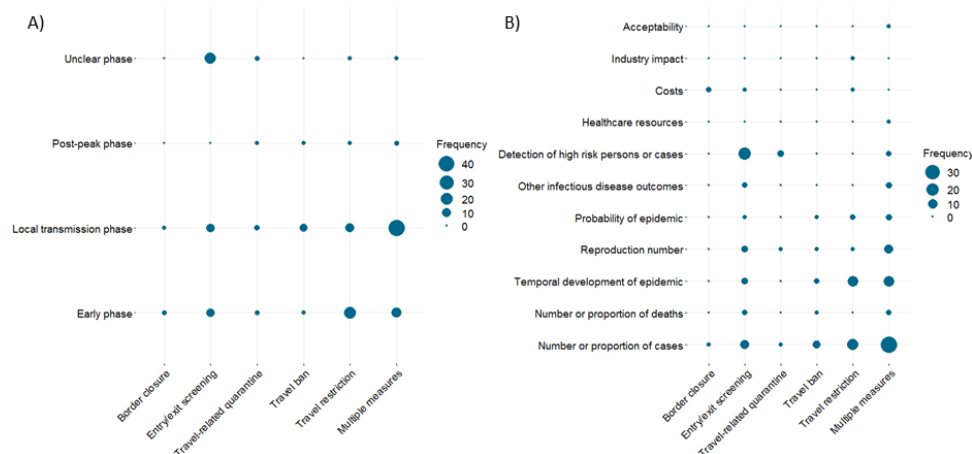 A)
Unclear phase
Post-peak phase
Local transmission phase
Early phase
Border closure
Entry/exit screening
Travel-related quarantine
Travel ban
Travel restriction
Multiple measures
Frequency
40
30
20
10
0
B)
Acceptability
Industry impact
Costs
Healthcare resources
Detection of high risk persons or cases
Other infectious disease outcomes
Probability of epidemic
Reproduction number
Temporal development of epidemic
Number or proportion of deaths
Number or proportion of cases
Border closure
Entry/exit screening
Travel-related quarantine
Travel ban
Travel restriction
Multiple measures
Frequency
30
20
10
0